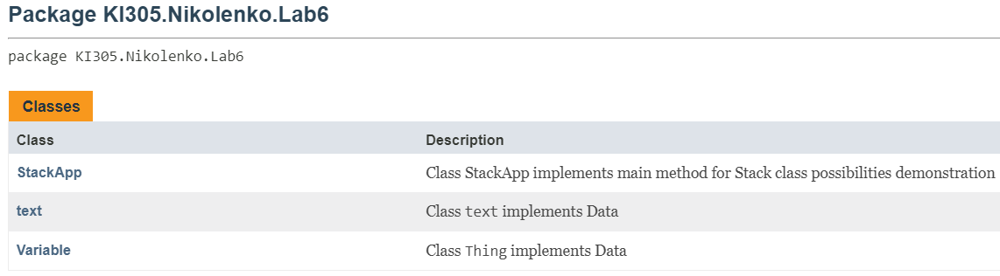 Package KI305.Nikolenko.Lab6
package KI305.Nikolenko.Lab6
Classes
Class Description
StackApp Class StackApp implements main method for Stack class possibilities demonstration
text Class text implements Data
Variable Class Thing implements Data